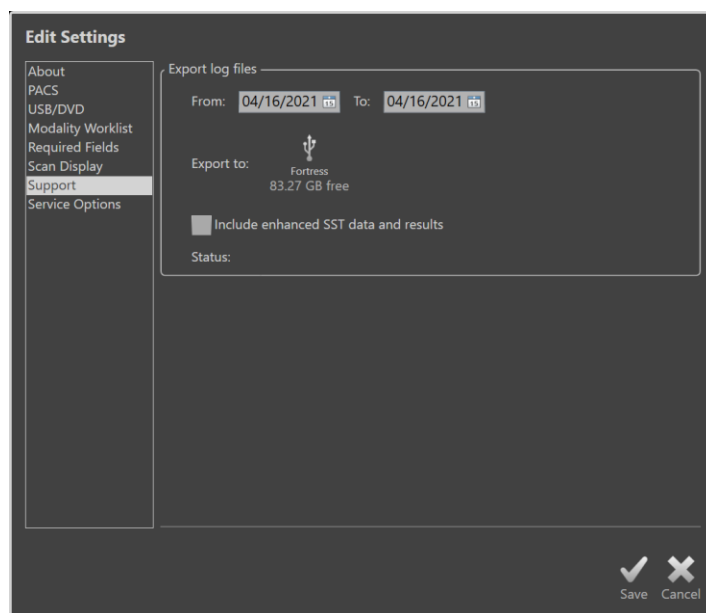 Edit Settings
About
PACS
USB/DVD
Modality Worklist
Required Fields
Scan Display
Support
Service Options
Export log files
From: 04/16/2021 15 To: 04/16/2021 15
Export to:
Fortress
83.27 GB free
Include enhanced SST data and results
Status:
Save Cancel